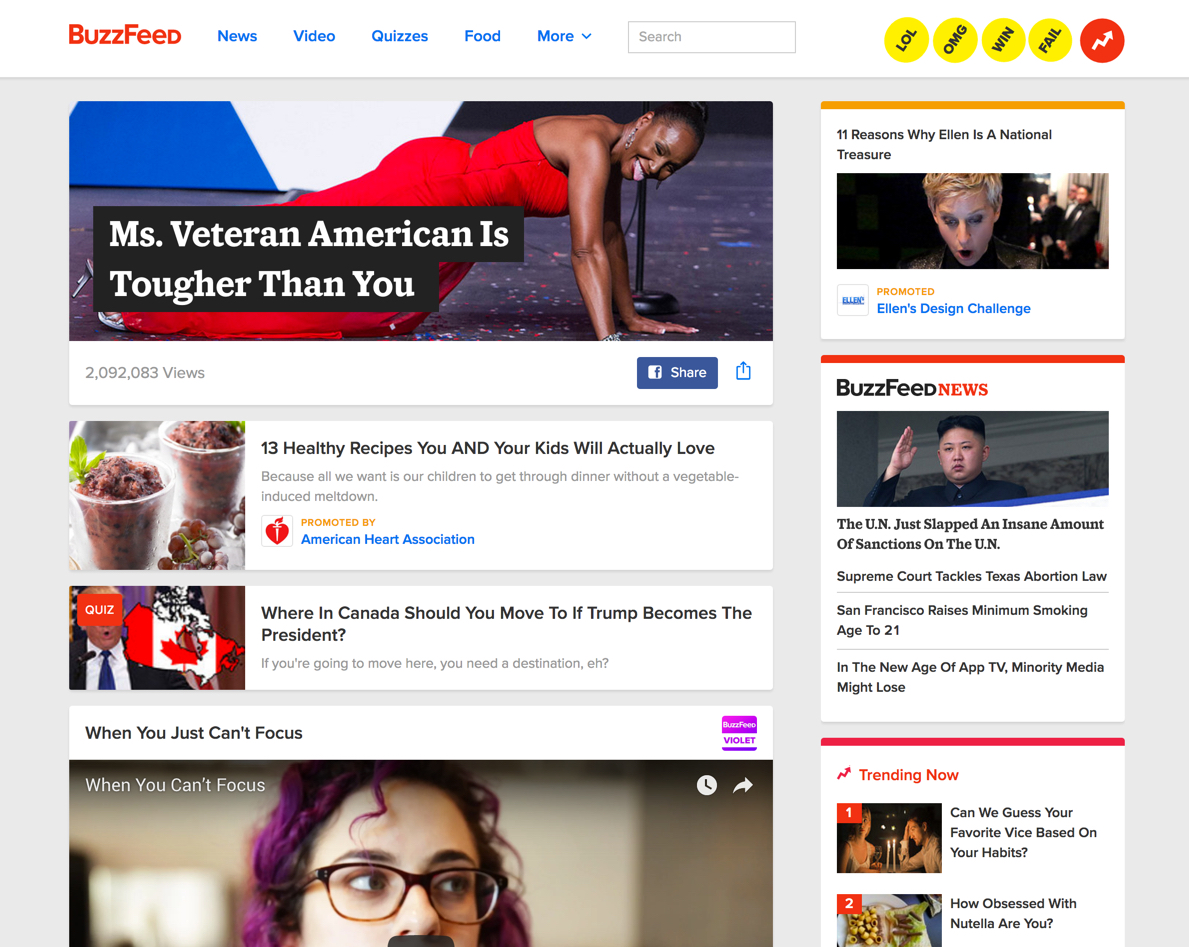 BuzzFeed
News
Video
Quizzes
Food
More
Search
LOL
OMG
WIN
FAIL
Ms. Veteran American Is
Tougher Than You
2,092,083 Views
Share
13 Healthy Recipes You AND Your Kids Will Actually Love
Because all we want is our children to get through dinner without a vegetable-
induced meltdown.
PROMOTED BY
American Heart Association
QUIZ
Where In Canada Should You Move To If Trump Becomes The
President?
If you're going to move here, you need a destination, eh?
When You Just Can't Focus
BuzzFeed
VIOLET
When You Can’t Focus
11 Reasons Why Ellen Is A National
Treasure
ELLEN'S
PROMOTED
Ellen's Design Challenge
BuzzFeed NEWS
The U.N. Just Slapped An Insane Amount
Of Sanctions On The U.N.
Supreme Court Tackles Texas Abortion Law
San Francisco Raises Minimum Smoking
Age To 21
In The New Age Of App TV, Minority Media
Might Lose
Trending Now
1
Can We Guess Your
Favorite Vice Based On
Your Habits?
2
How Obsessed With
Nutella Are You?